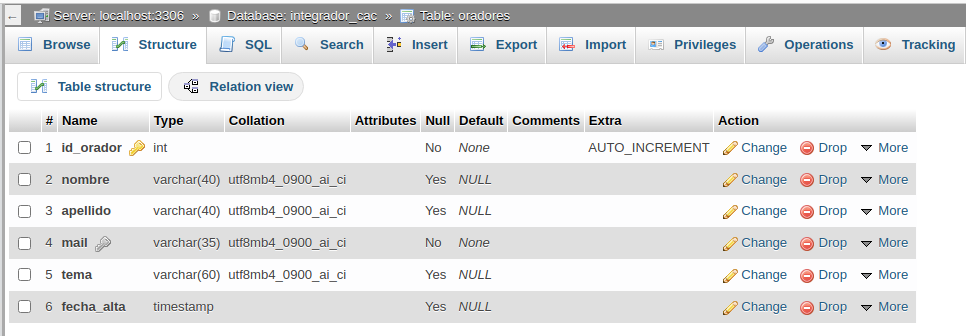 ← Server: localhost:3306 » Database: integrador_cac » Table: oradores
Browse Structure SQL Search Insert Export Import Privileges Operations Tracking
Table structure Relation view
# Name Type Collation Attributes Null Default Comments Extra Action
1 id_orador int No None AUTO_INCREMENT Change Drop More
2 nombre varchar(40) utf8mb4_0900_ai_ci Yes NULL Change Drop More
3 apellido varchar(40) utf8mb4_0900_ai_ci Yes NULL Change Drop More
4 mail varchar(35) utf8mb4_0900_ai_ci No None Change Drop More
5 tema varchar(60) utf8mb4_0900_ai_ci Yes NULL Change Drop More
6 fecha_alta timestamp Yes NULL Change Drop More